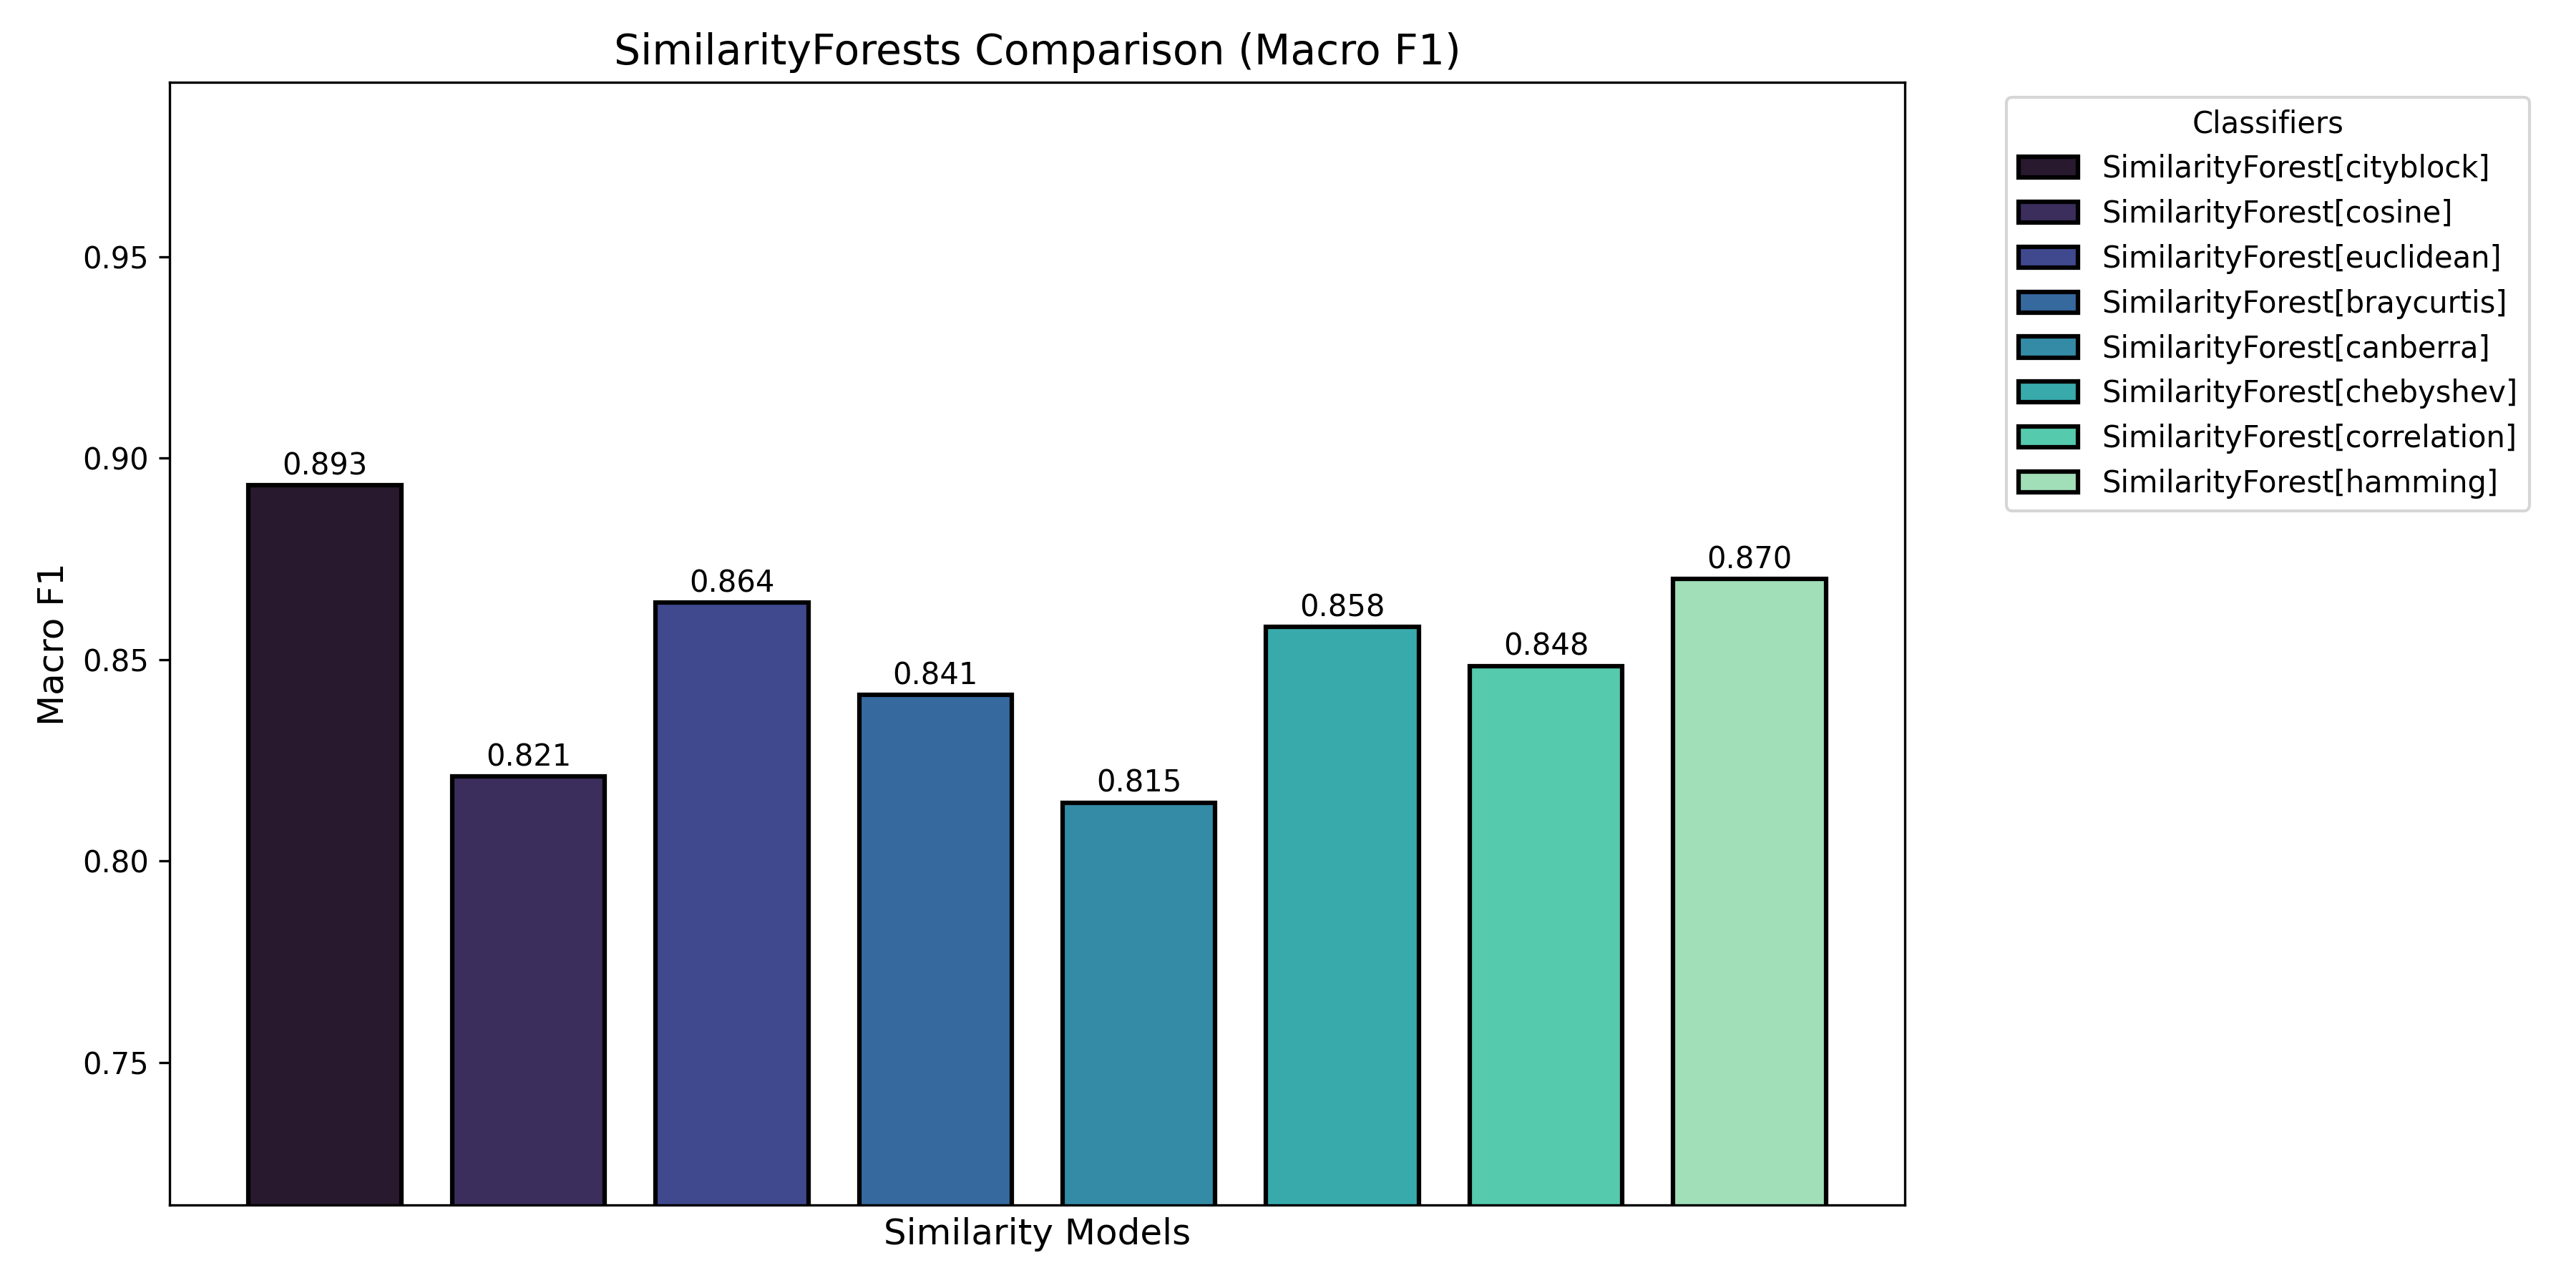 SimilarityForests Comparison (Macro F1)
Macro F1
0.95
0.90
0.85
0.80
0.75
0.893
0.821
0.864
0.841
0.815
0.858
0.848
0.870
Similarity Models
Classifiers
SimilarityForest[cityblock]
SimilarityForest[cosine]
SimilarityForest[euclidean]
SimilarityForest[braycurtis]
SimilarityForest[canberra]
SimilarityForest[chebyshev]
SimilarityForest[correlation]
SimilarityForest[hamming]